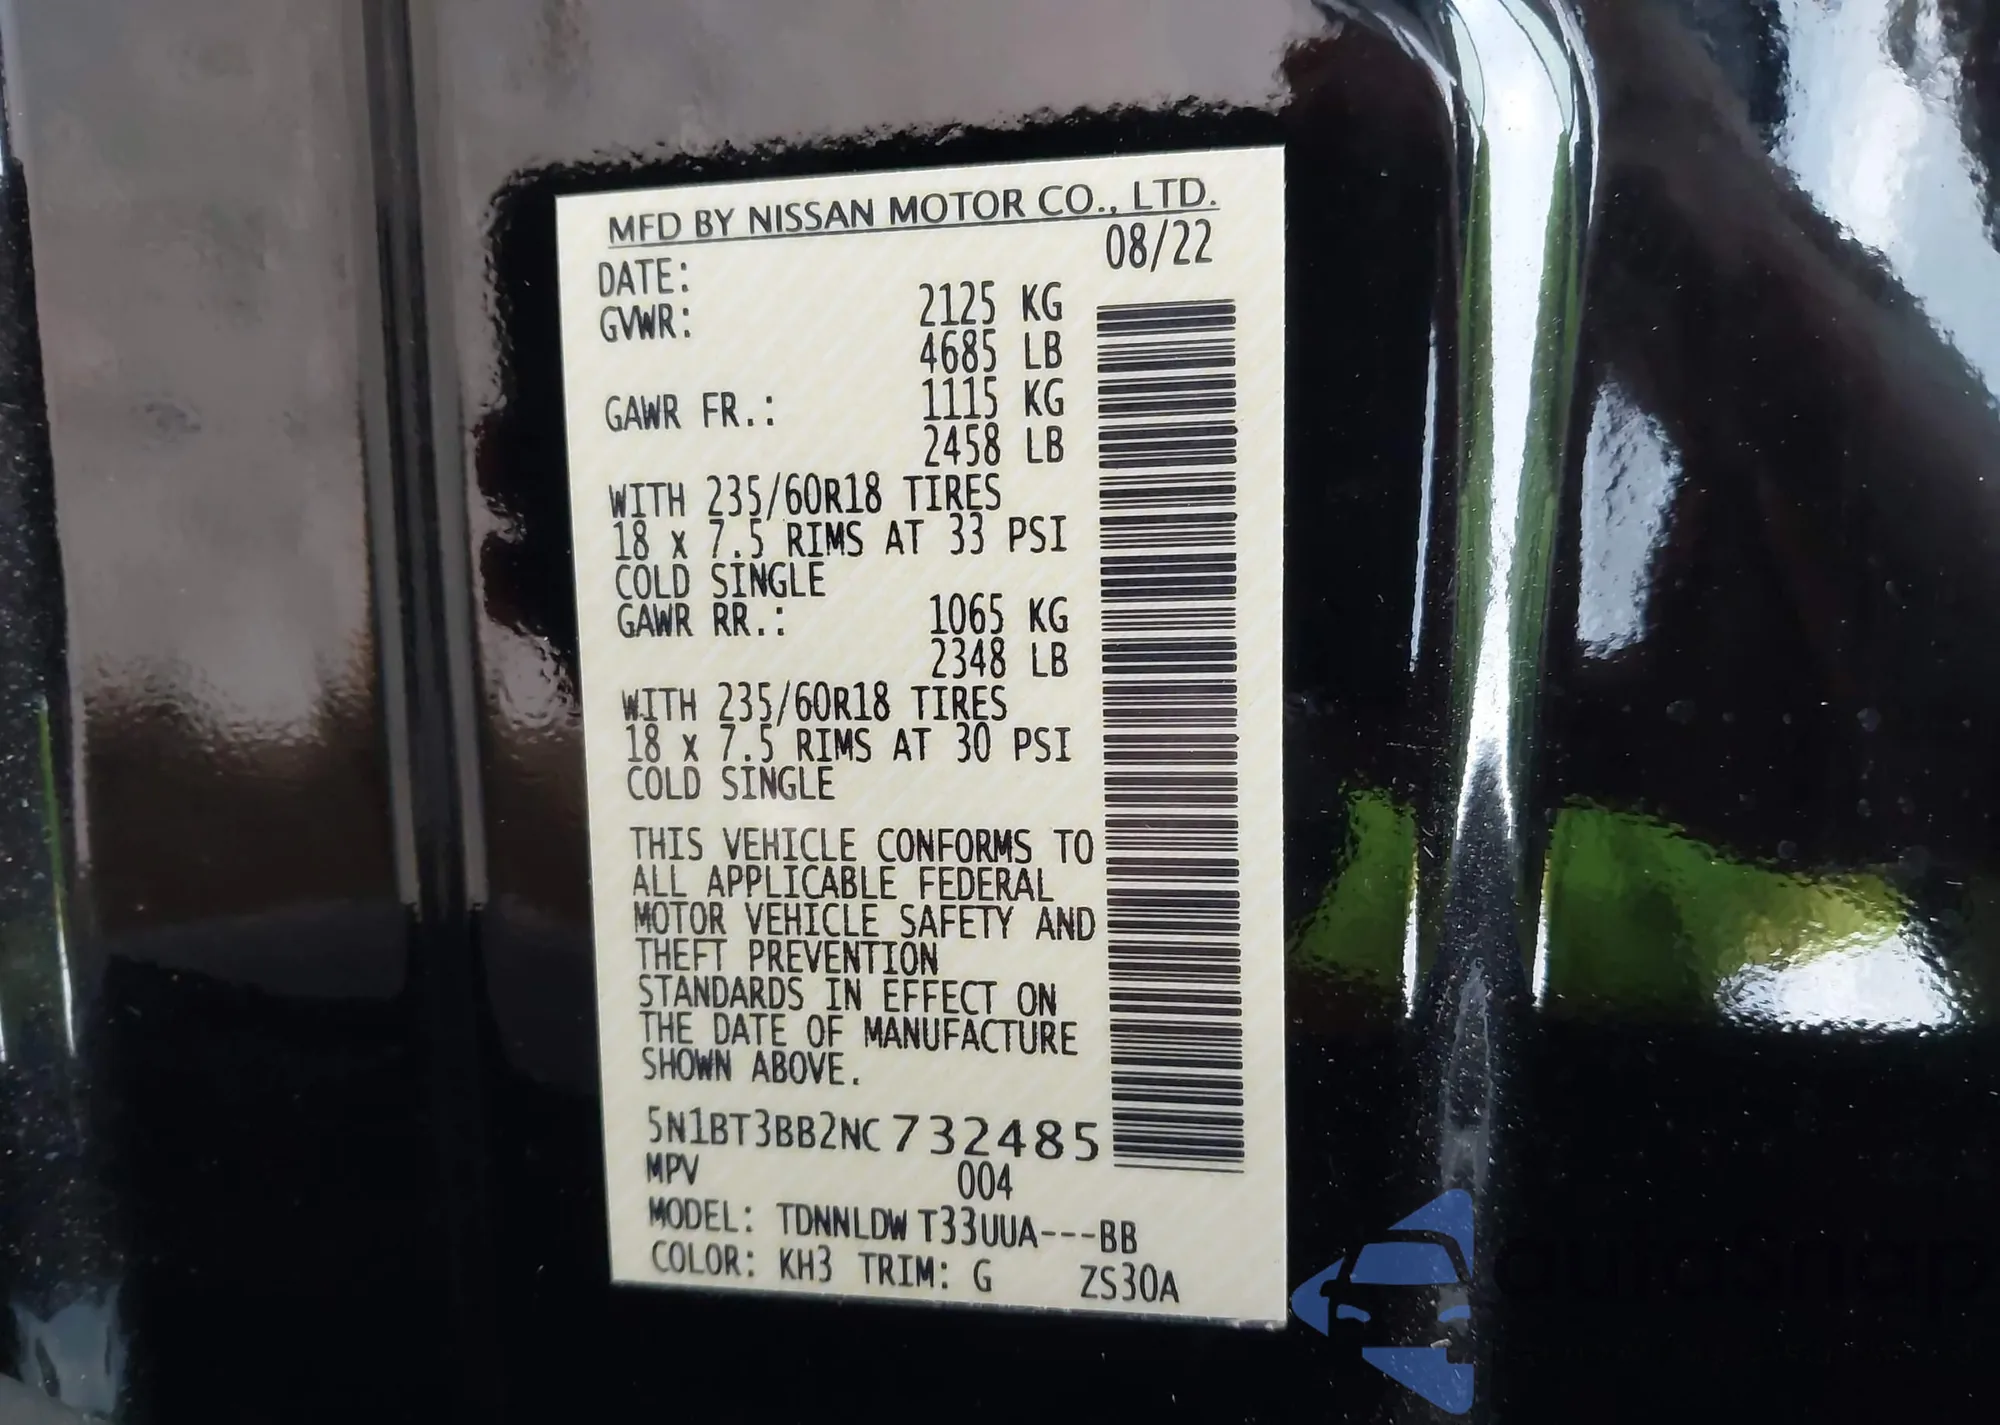 MFD BY NISSAN MOTOR CO., LTD.
DATE: 08/22
GVWR: 2125 KG
4685 LB
GAWR FR.: 1115 KG
2458 LB
WITH 235/60R18 TIRES
18 x 7.5 RIMS AT 33 PSI
COLD SINGLE
GAWR RR.: 1065 KG
2348 LB
WITH 235/60R18 TIRES
18 x 7.5 RIMS AT 30 PSI
COLD SINGLE
THIS VEHICLE CONFORMS TO
ALL APPLICABLE FEDERAL
MOTOR VEHICLE SAFETY AND
THEFT PREVENTION
STANDARDS IN EFFECT ON
THE DATE OF MANUFACTURE
SHOWN ABOVE.
5N1BT3BB2NC732485
MPV 004
MODEL: TDNNLDW T33UUA---BB
COLOR: KH3 TRIM: G ZS30A